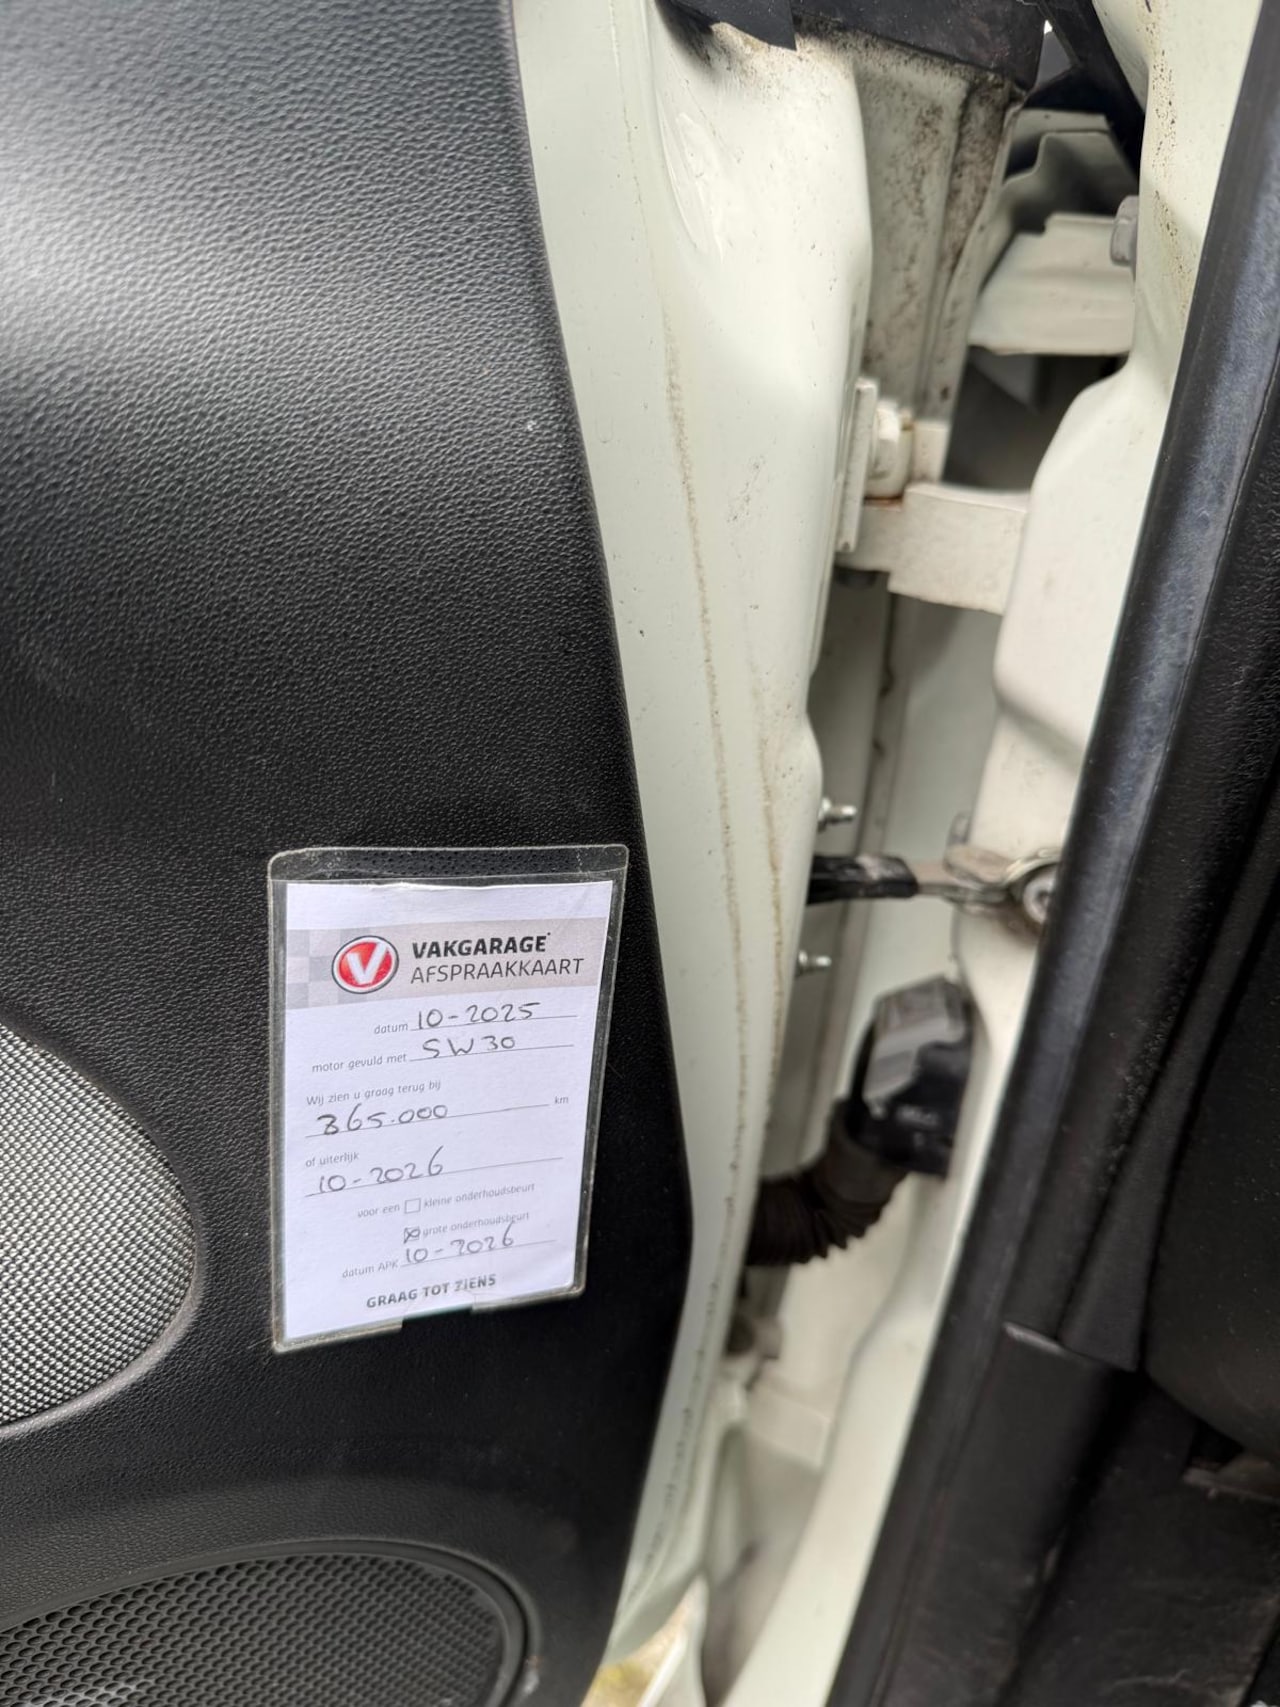 V VAKGARAGE
AFSPRAAKKAART
datum 10-2025
motor gevuld met 5W30
Wij zien u graag terug bij
365.000 km
of uiterlijk
10-2026
voor een kleine onderhoudsbeurt
grote onderhoudsbeurt
datum APK 10-2026
GRAAG TOT ZIENS